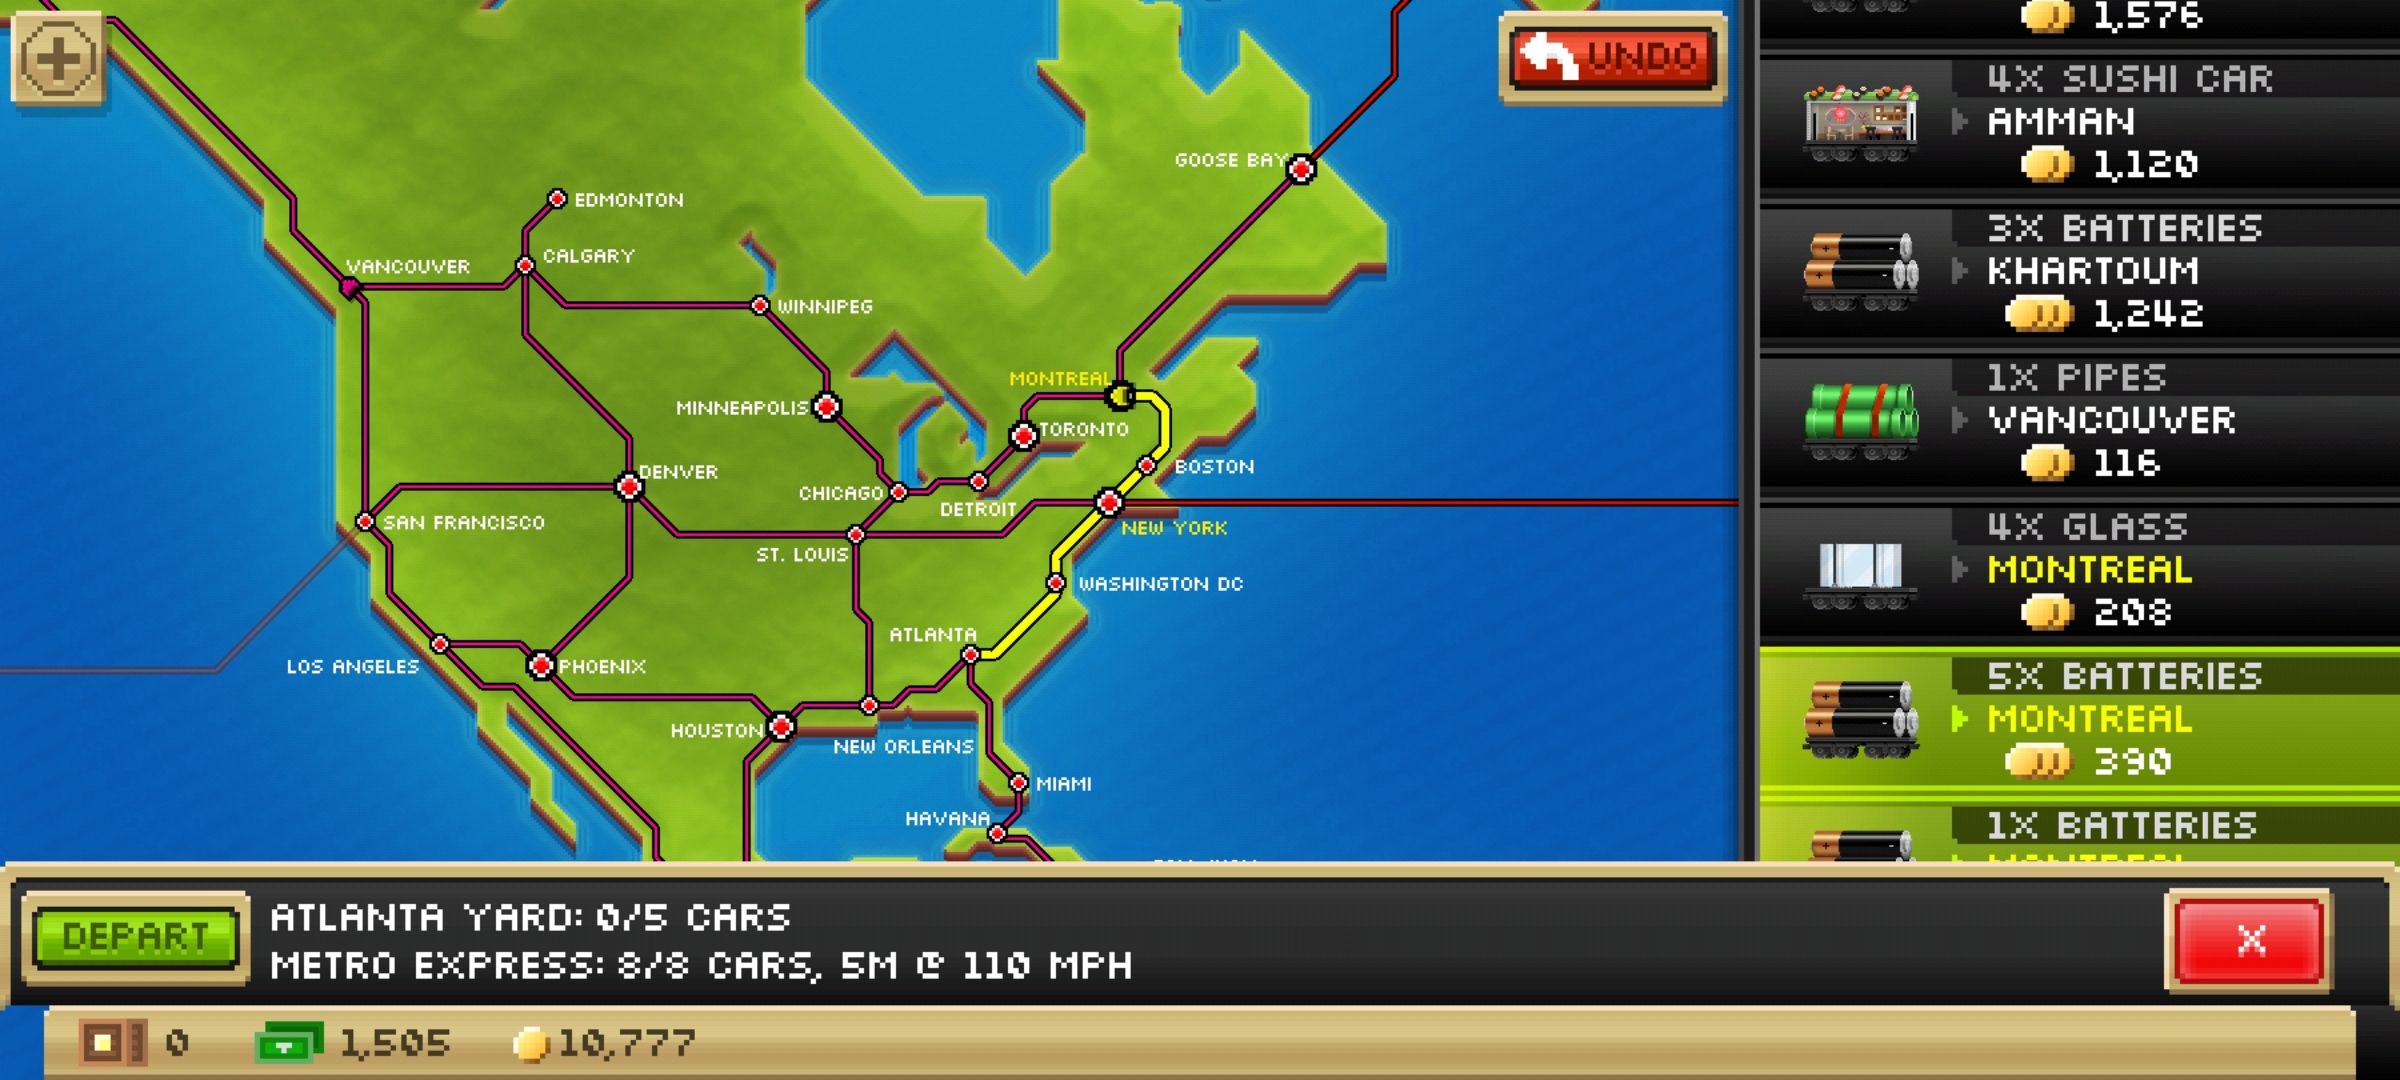 UNDO
GOOSE BAY
EDMONTON
CALGARY
VANCOUVER
WINNIPEG
MONTREAL
MINNEAPOLIS
TORONTO
BOSTON
DENVER
CHICAGO
DETROIT
SAN FRANCISCO
NEW YORK
ST. LOUIS
WASHINGTON DC
ATLANTA
LOS ANGELES
PHOENIX
HOUSTON
NEW ORLEANS
MIAMI
HAVANA
1,576
4X SUSHI CAR
AMMAN
1,120
3X BATTERIES
KHARTOUM
1,242
1X PIPES
VANCOUVER
116
4X GLASS
MONTREAL
208
5X BATTERIES
MONTREAL
390
1X BATTERIES
MONTREAL
DEPART
ATLANTA YARD: 0/5 CARS
METRO EXPRESS: 8/8 CARS, 5M @ 110 MPH
X
0
1,505
10,777